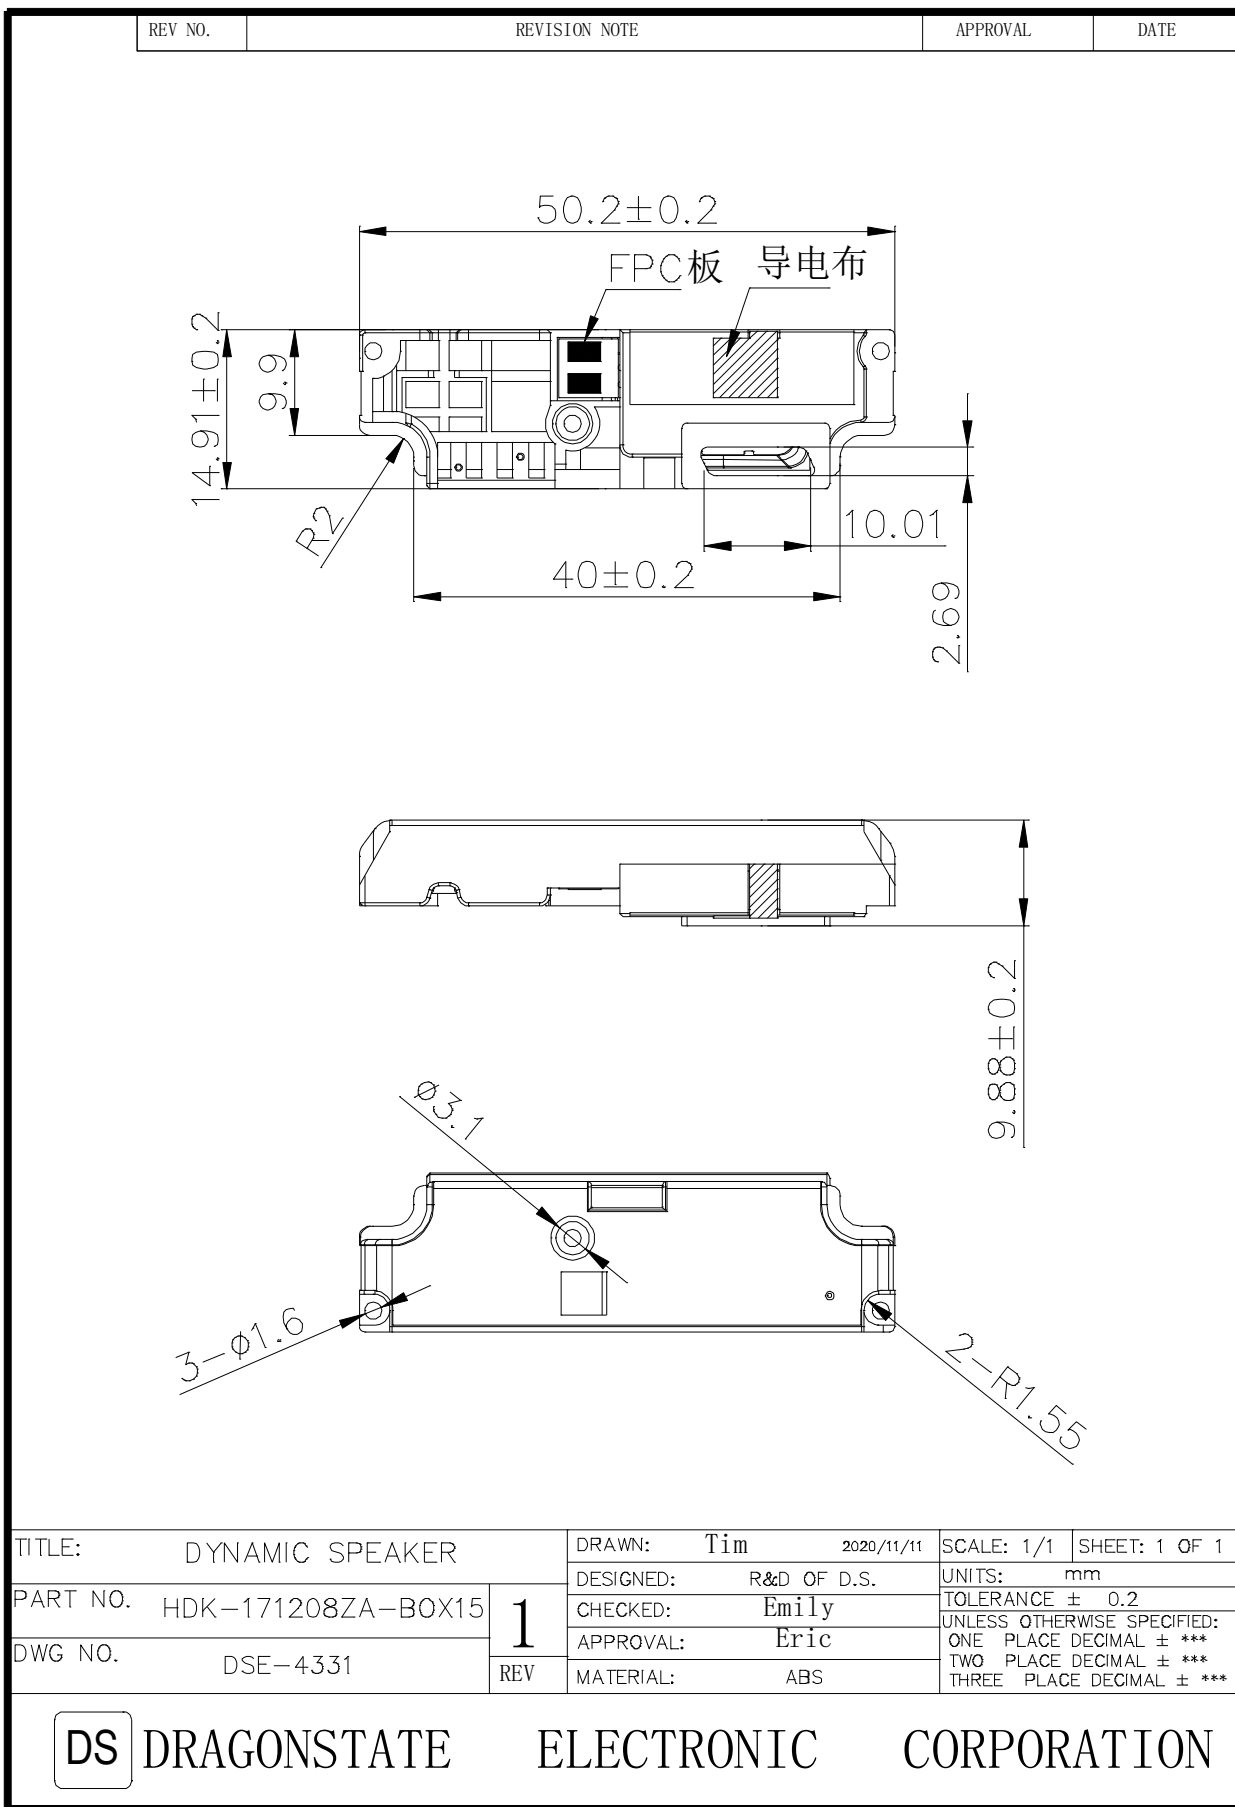 REV NO. REVISION NOTE APPROVAL DATE
50.2±0.2
FPC板 导电布
14.91±0.2
9.9
R2
10.01
40±0.2
2.69
9.88±0.2
ø3.1
3-ø1.6
2-R1.55
TITLE: DYNAMIC SPEAKER
PART NO. HDK-171208ZA-BOX15
DWG NO. DSE-4331
1
REV
DRAWN: Tim 2020/11/11
DESIGNED: R&D OF D.S.
CHECKED: Emily
APPROVAL: Eric
MATERIAL: ABS
SCALE: 1/1 SHEET: 1 OF 1
UNITS: mm
TOLERANCE ± 0.2
UNLESS OTHERWISE SPECIFIED:
ONE PLACE DECIMAL ± ***
TWO PLACE DECIMAL ± ***
THREE PLACE DECIMAL ± ***
DS DRAGONSTATE ELECTRONIC CORPORATION